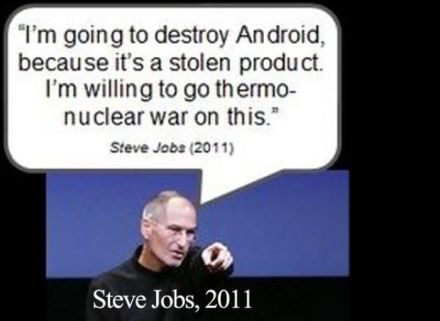 “I'm going to destroy Android,
because it's a stolen product.
I'm willing to go thermo-
nuclear war on this.”
Steve Jobs (2011)
Steve Jobs, 2011